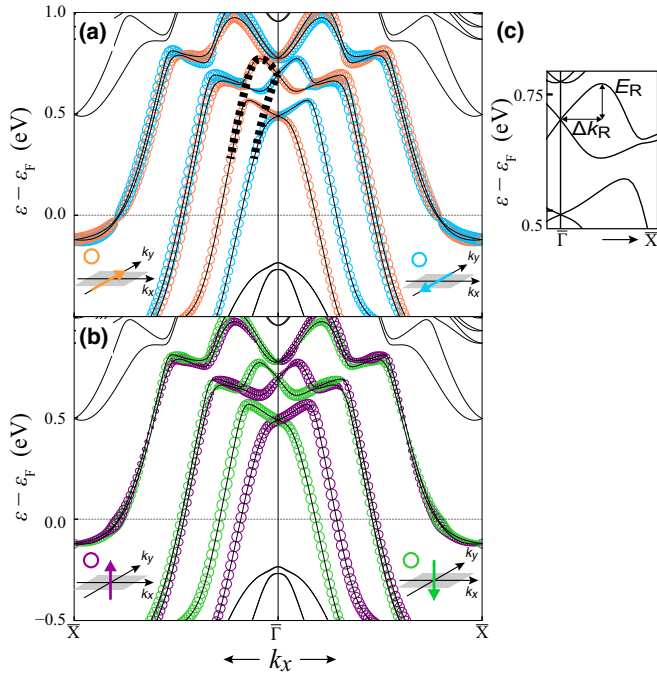 (a)
1.0
0.5
0.0
ε − ε_F (eV)
k_y
k_x
k_y
k_x
(b)
0.5
0.0
−0.5
ε − ε_F (eV)
k_y
k_x
k_y
k_x
X̅
Γ̅
X̅
k_x
(c)
0.75
0.5
ε − ε_F (eV)
E_R
Δk_R
Γ̅
X̅